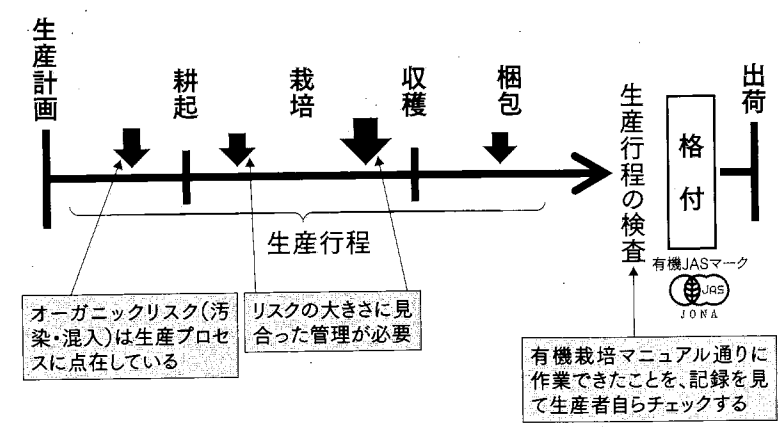 生産計画
耕起
栽培
収穫
梱包
生産行程の検査
格付
出荷
生産行程
有機JASマーク
JAS
JONA
オーガニックリスク(汚
染・混入)は生産プロセ
スに点在している
リスクの大きさに見
合った管理が必要
有機栽培マニュアル通りに
作業できたことを、記録を見
て生産者自らチェックする